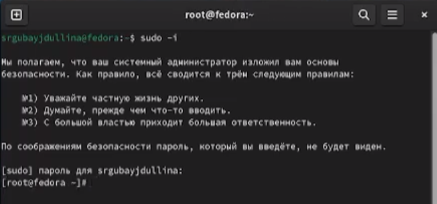 root@fedora:~
srgubayjdullina@fedora:~$ sudo -i
Мы полагаем, что ваш системный администратор изложил вам основы
безопасности. Как правило, всё сводится к трём следующим правилам:
№1) Уважайте частную жизнь других.
№2) Думайте, прежде чем что-то вводить.
№3) С большой властью приходит большая ответственность.
По соображениям безопасности пароль, который вы введёте, не будет виден.
[sudo] пароль для srgubayjdullina:
[root@fedora ~]#